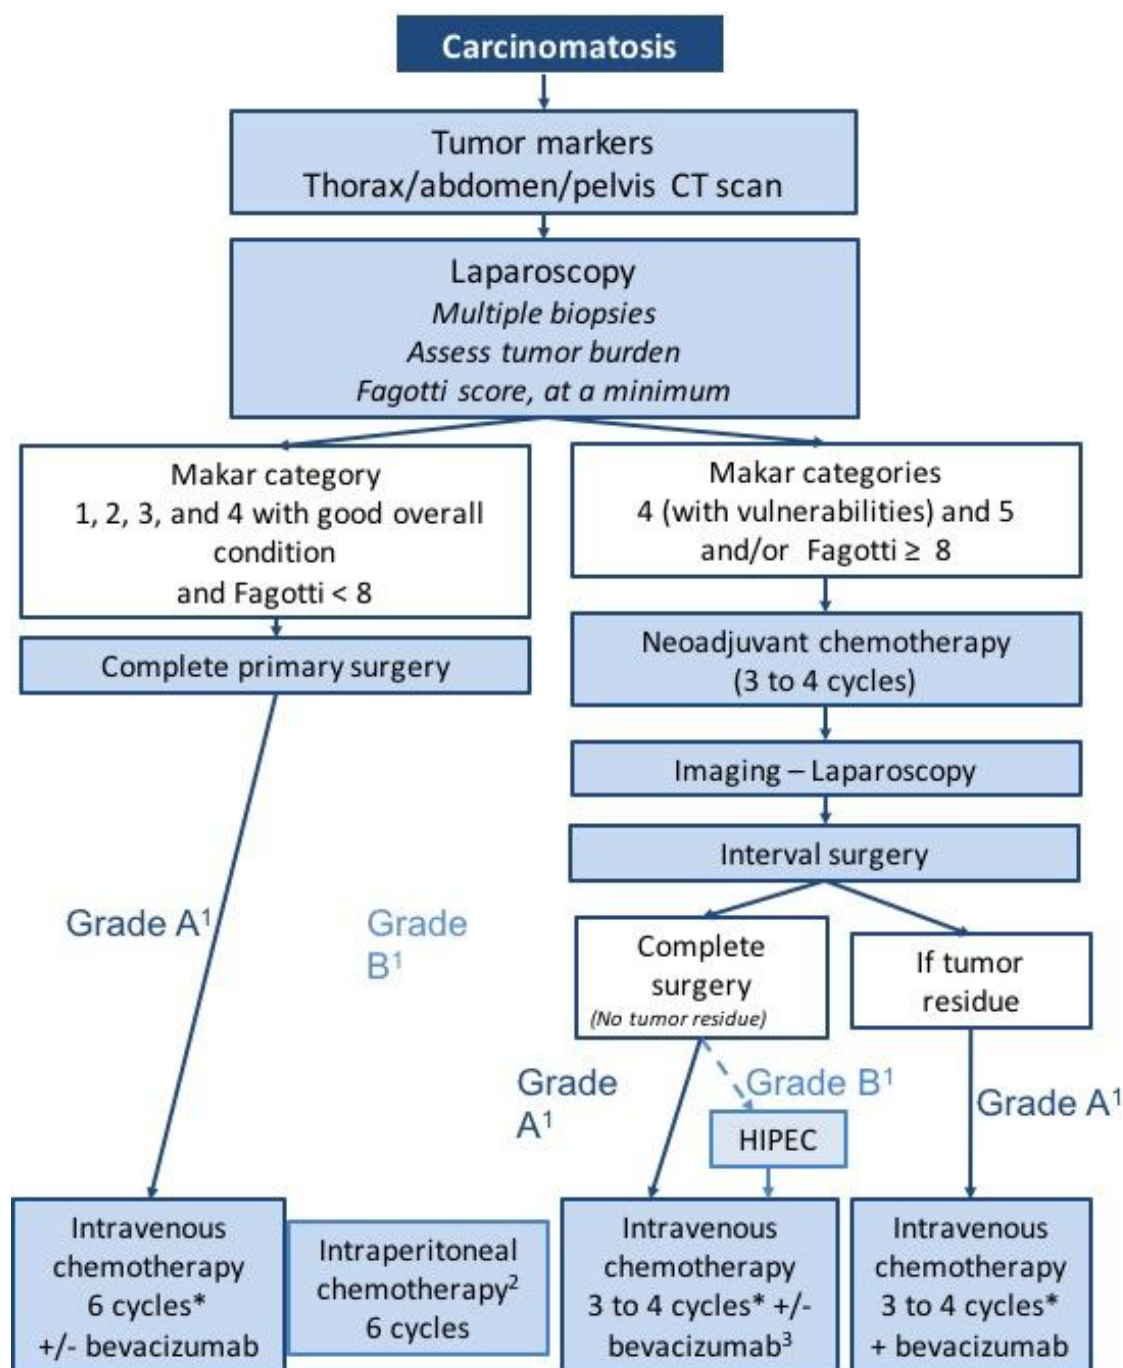 Carcinomatosis
Tumor markers
Thorax/abdomen/pelvis CT scan
Laparoscopy
Multiple biopsies
Assess tumor burden
Fagotti score, at a minimum
Makar category
1, 2, 3, and 4 with good overall
condition
and Fagotti < 8
Complete primary surgery
Makar categories
4 (with vulnerabilities) and 5
and/or Fagotti ≥ 8
Neoadjuvant chemotherapy
(3 to 4 cycles)
Imaging – Laparoscopy
Interval surgery
Grade A¹
Grade
B¹
Complete
surgery
(No tumor residue)
If tumor
residue
Grade
A¹
Grade B¹
HIPEC
Grade A¹
Intravenous
chemotherapy
6 cycles*
+/- bevacizumab
Intraperitoneal
chemotherapy²
6 cycles
Intravenous
chemotherapy
3 to 4 cycles* +/-
bevacizumab³
Intravenous
chemotherapy
3 to 4 cycles*
+ bevacizumab